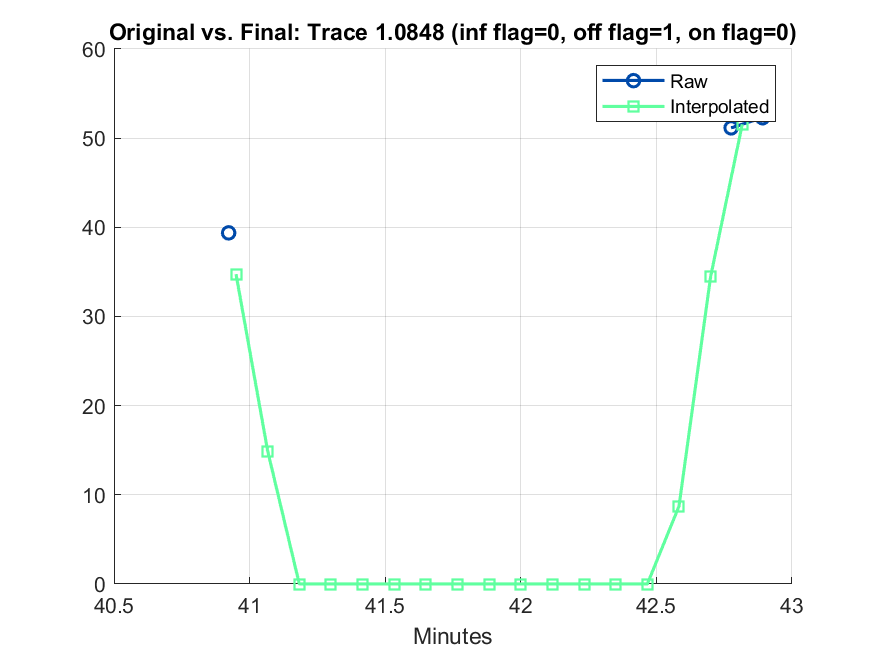 Original vs. Final: Trace 1.0848 (inf flag=0, off flag=1, on flag=0)
60
50
40
30
20
10
0
Raw
Interpolated
40.5 41 41.5 42 42.5 43
Minutes